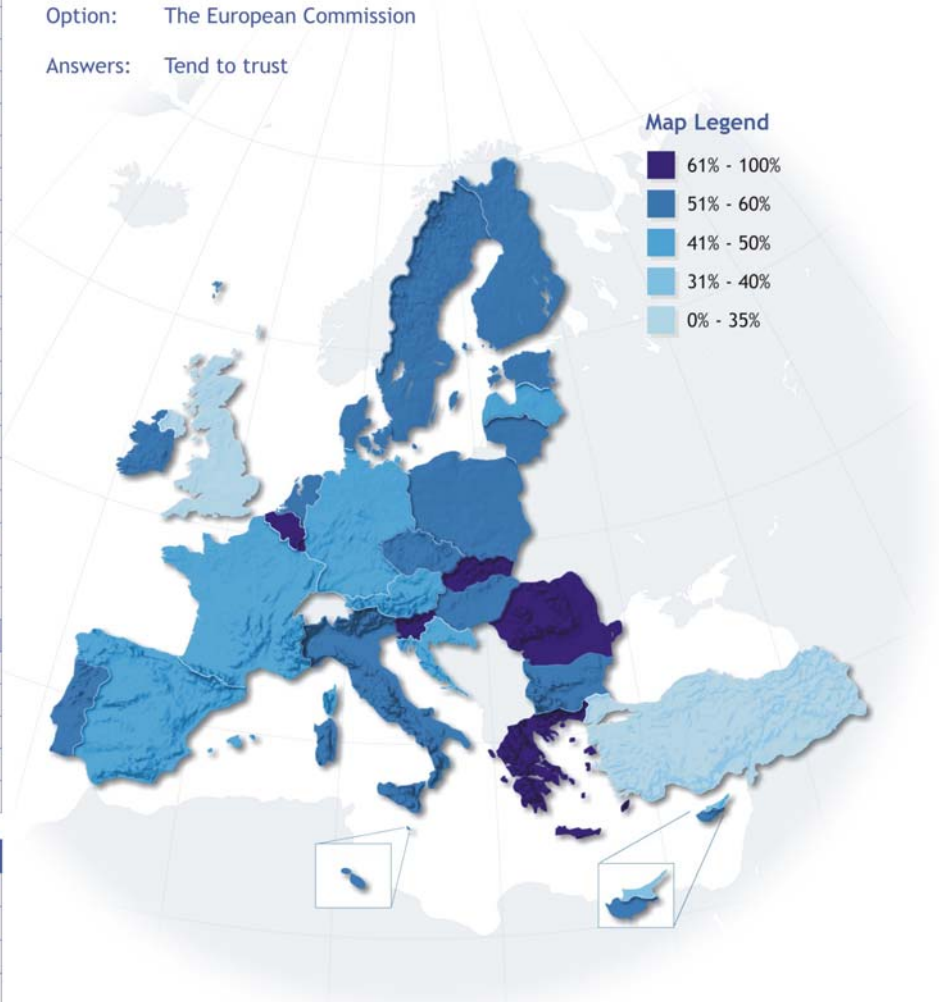 Option: The European Commission
Answers: Tend to trust
Map Legend
61% - 100%
51% - 60%
41% - 50%
31% - 40%
0% - 35%